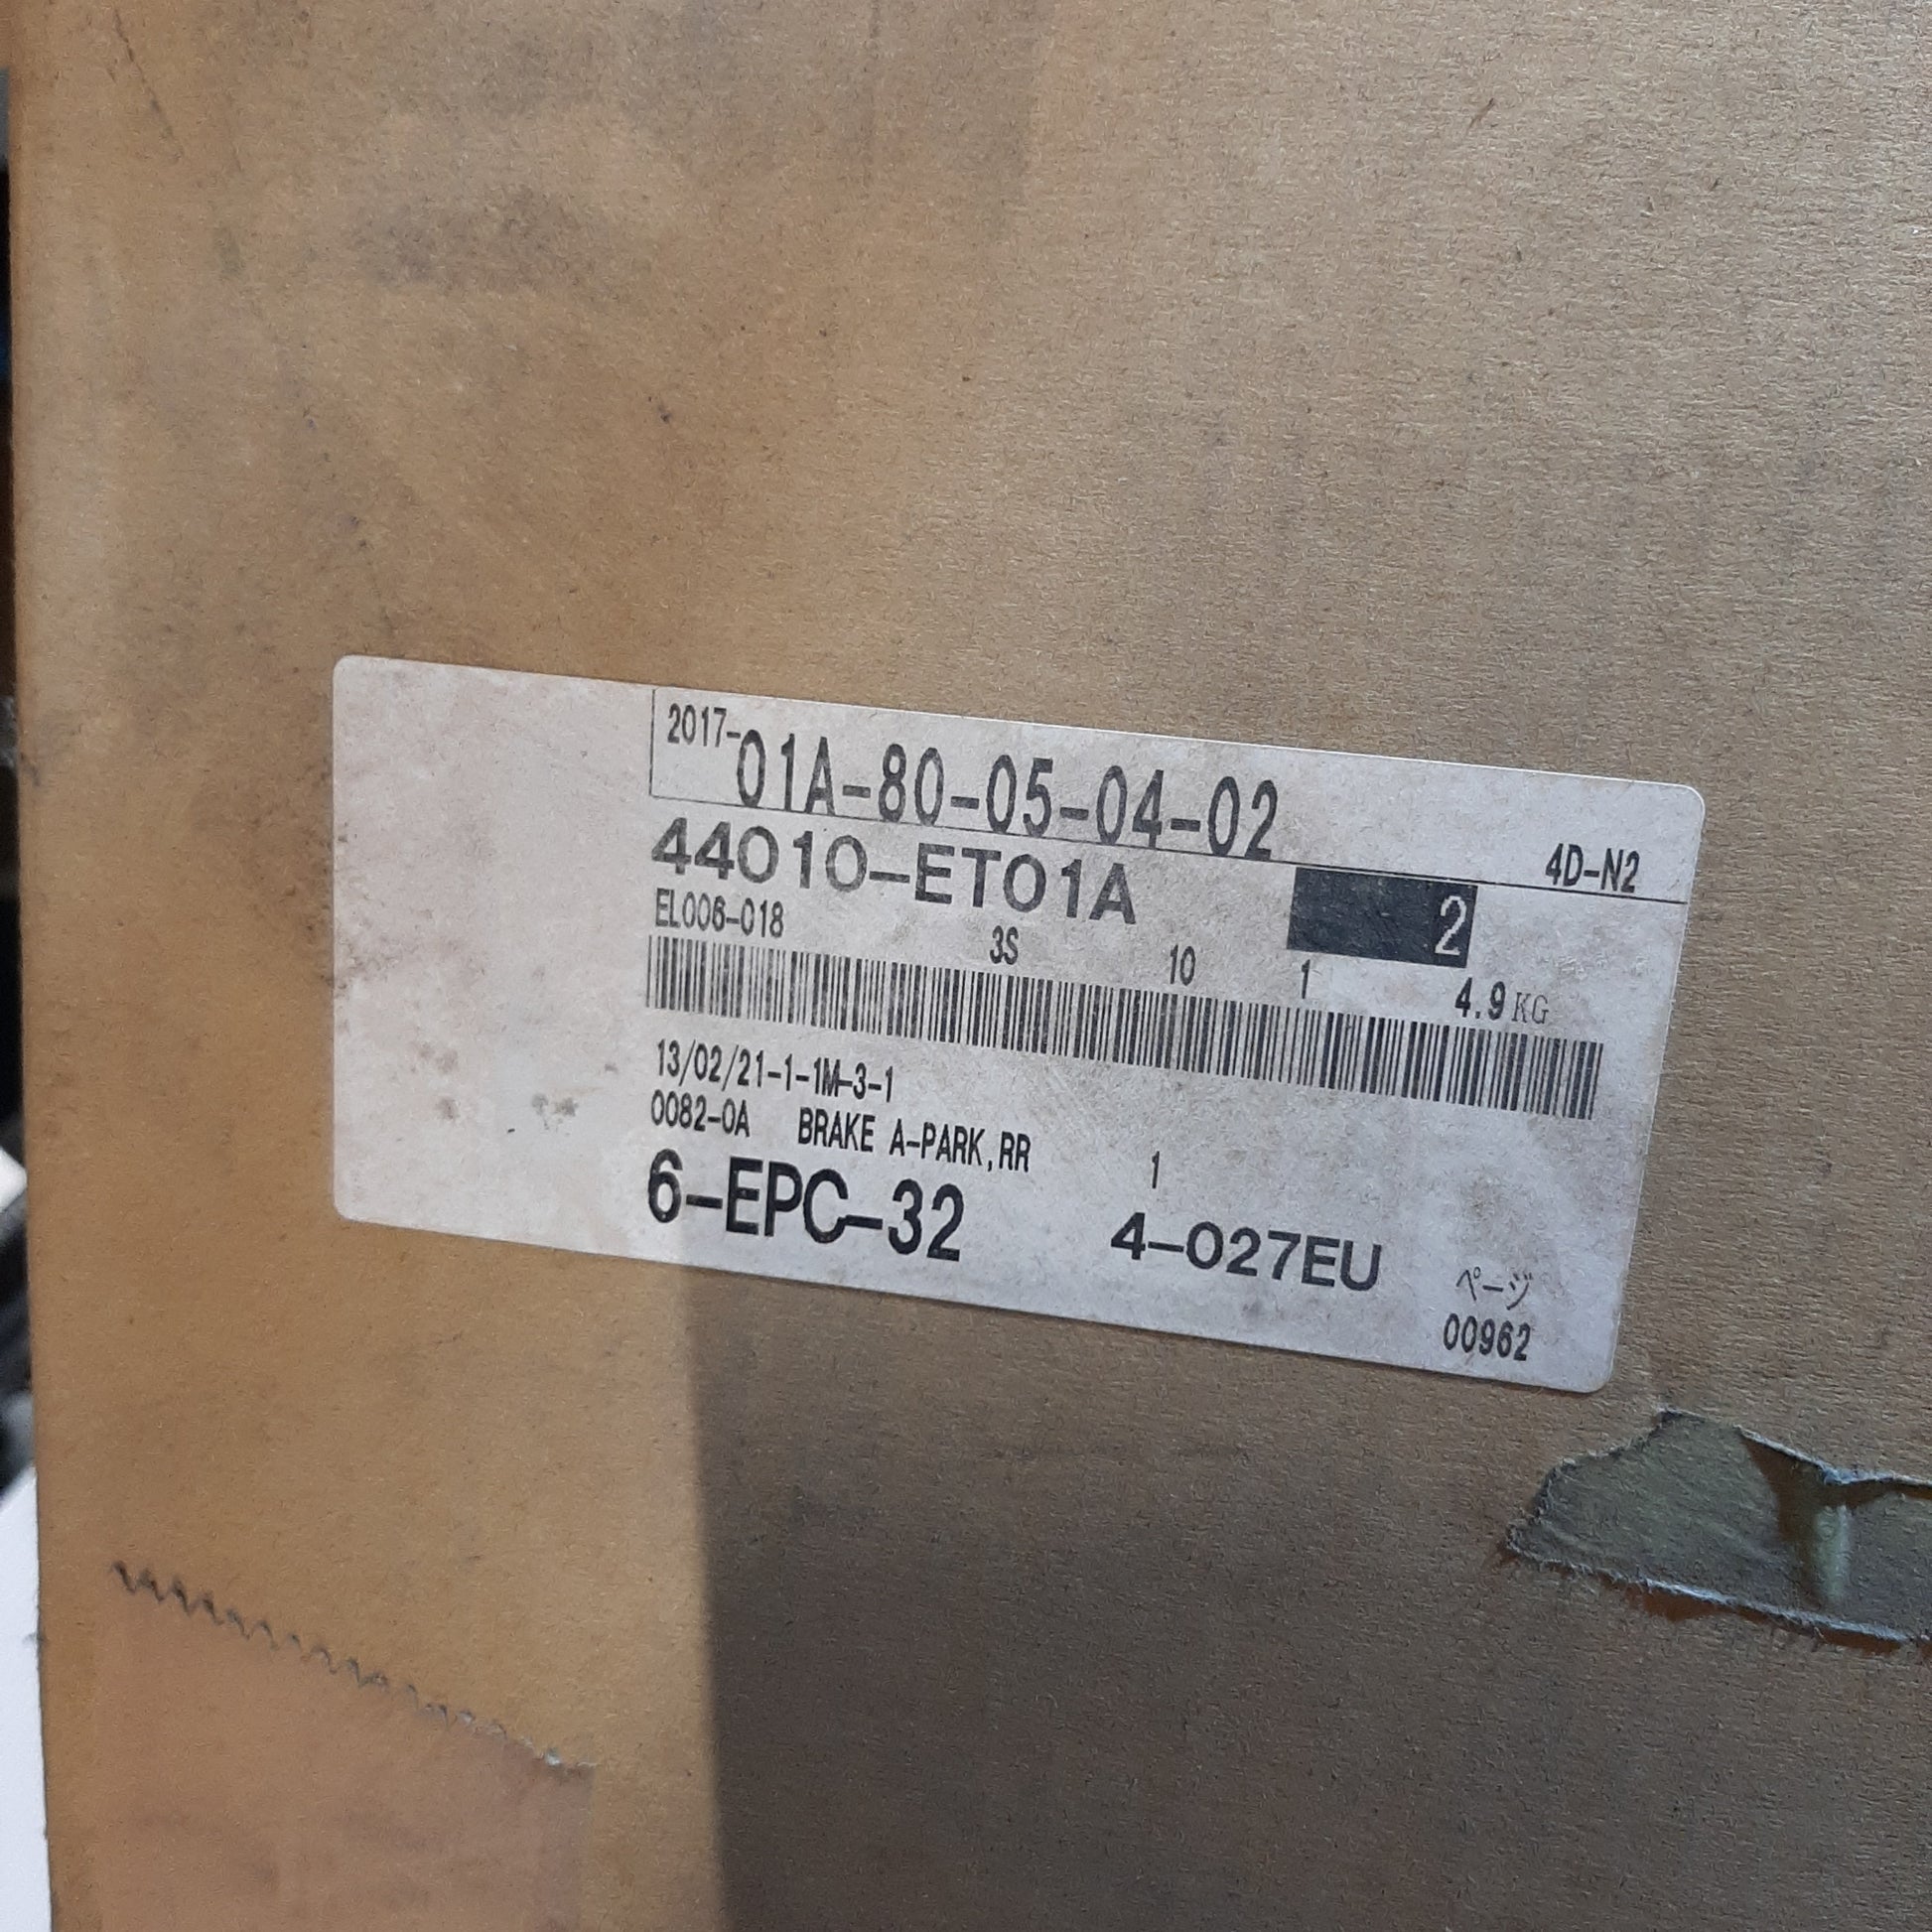 2017-01A-80-05-04-02
4D-N2
44010-ET01A 2
EL006-018 3S 10 1 4.9KG
13/02/21-1-1M-3-1
0082-0A BRAKE A-PARK,RR 1
6-EPC-32 4-027EU
ページ
00962